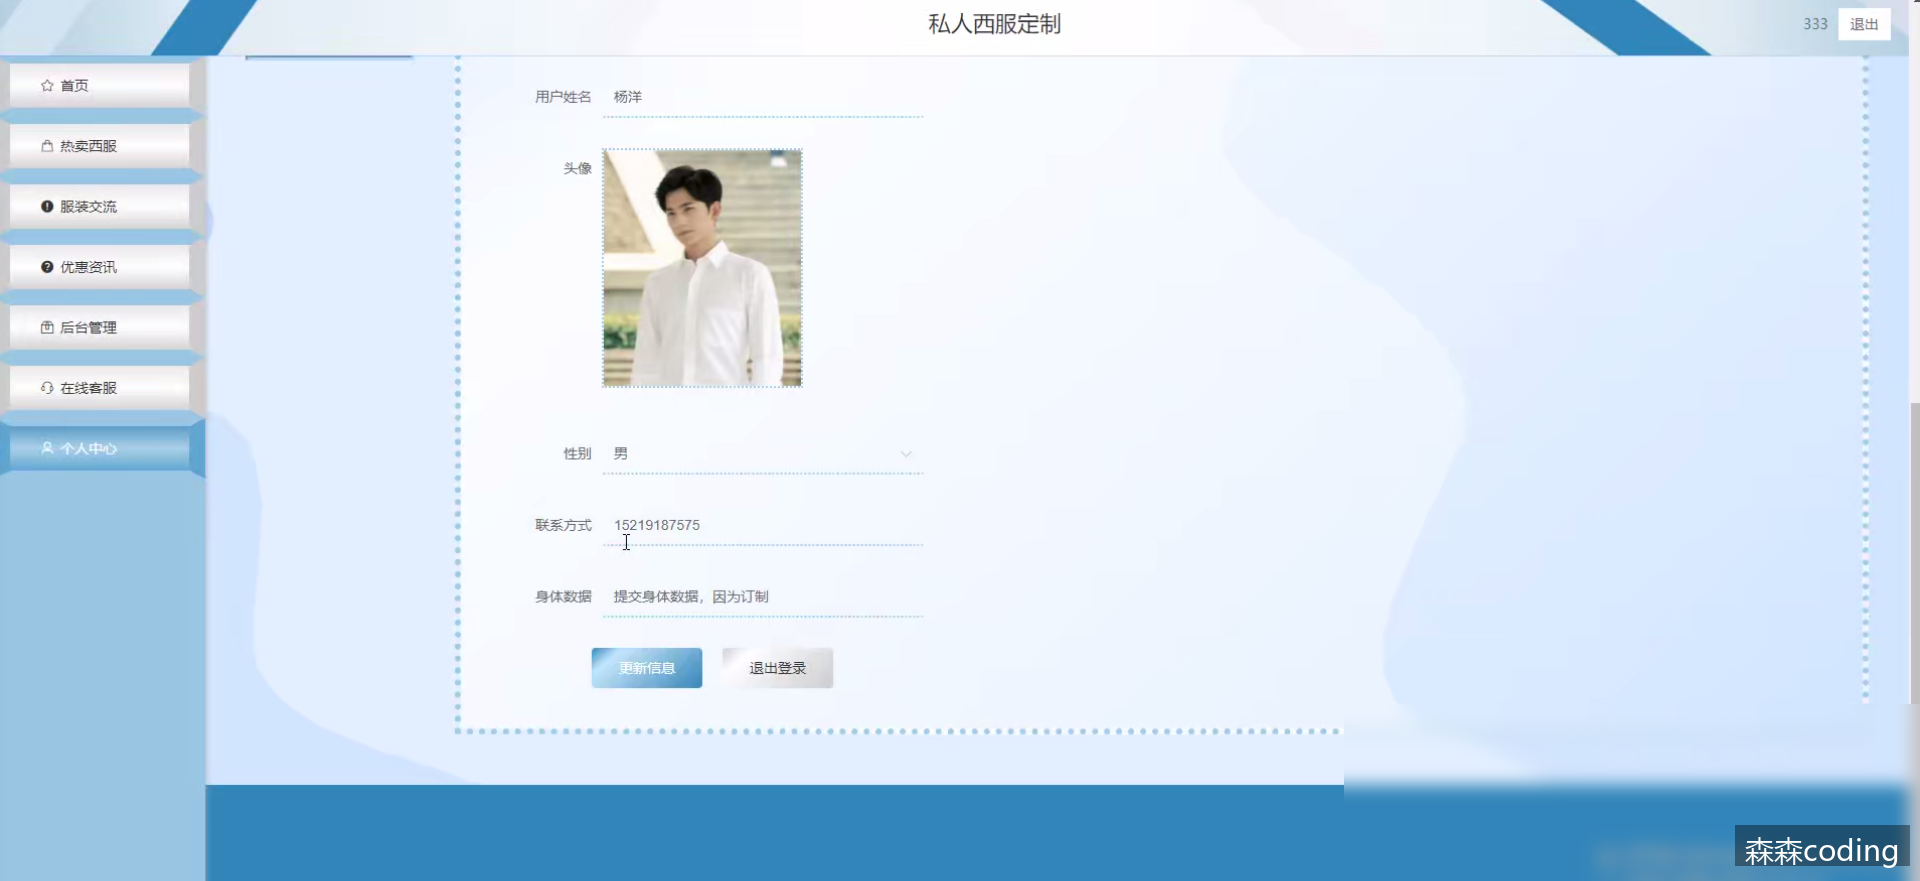 私人西服定制
333 退出
首页
热卖西服
服装交流
优惠资讯
后台管理
在线客服
个人中心
用户姓名 杨洋
头像
性别 男
联系方式 15219187575
身体数据 提交身体数据，因为订制
更新信息 退出登录
森森coding